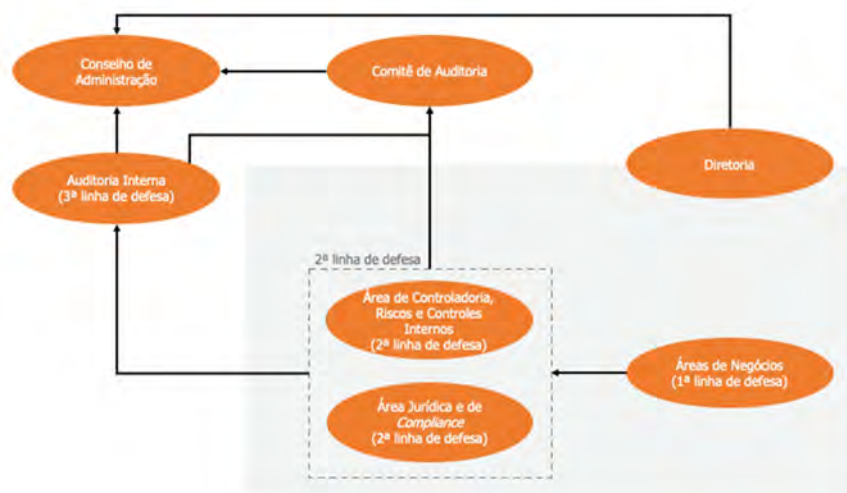 Conselho de
Administração
Comitê de Auditoria
Auditoria Interna
(3ª linha de defesa)
Diretoria
2ª linha de defesa
Área de Controladoria,
Riscos e Controles
Internos
(2ª linha de defesa)
Áreas de Negócios
(1ª linha de defesa)
Área Jurídica e de
Compliance
(2ª linha de defesa)